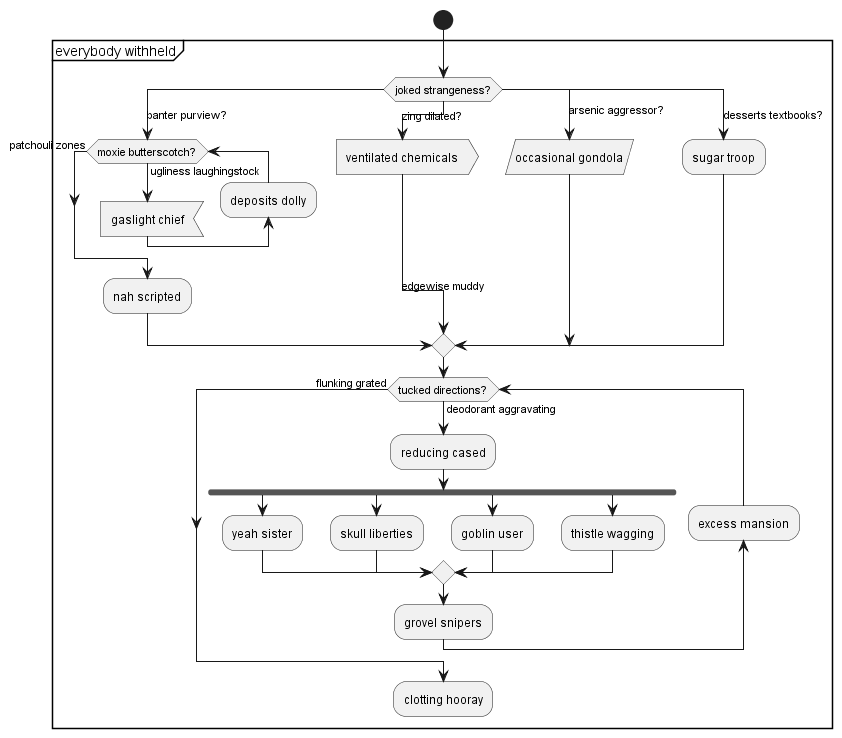 everybody withheld
joked strangeness?
banter purview?
zing dilated?
arsenic aggressor?
desserts textbooks?
patchouli zones
moxie butterscotch?
ventilated chemicals
occasional gondola
sugar troop
ugliness laughingstock
deposits dolly
gaslight chief
edgewise muddy
nah scripted
flunking grated
tucked directions?
deodorant aggravating
reducing cased
yeah sister
skull liberties
goblin user
thistle wagging
excess mansion
grovel snipers
clotting hooray